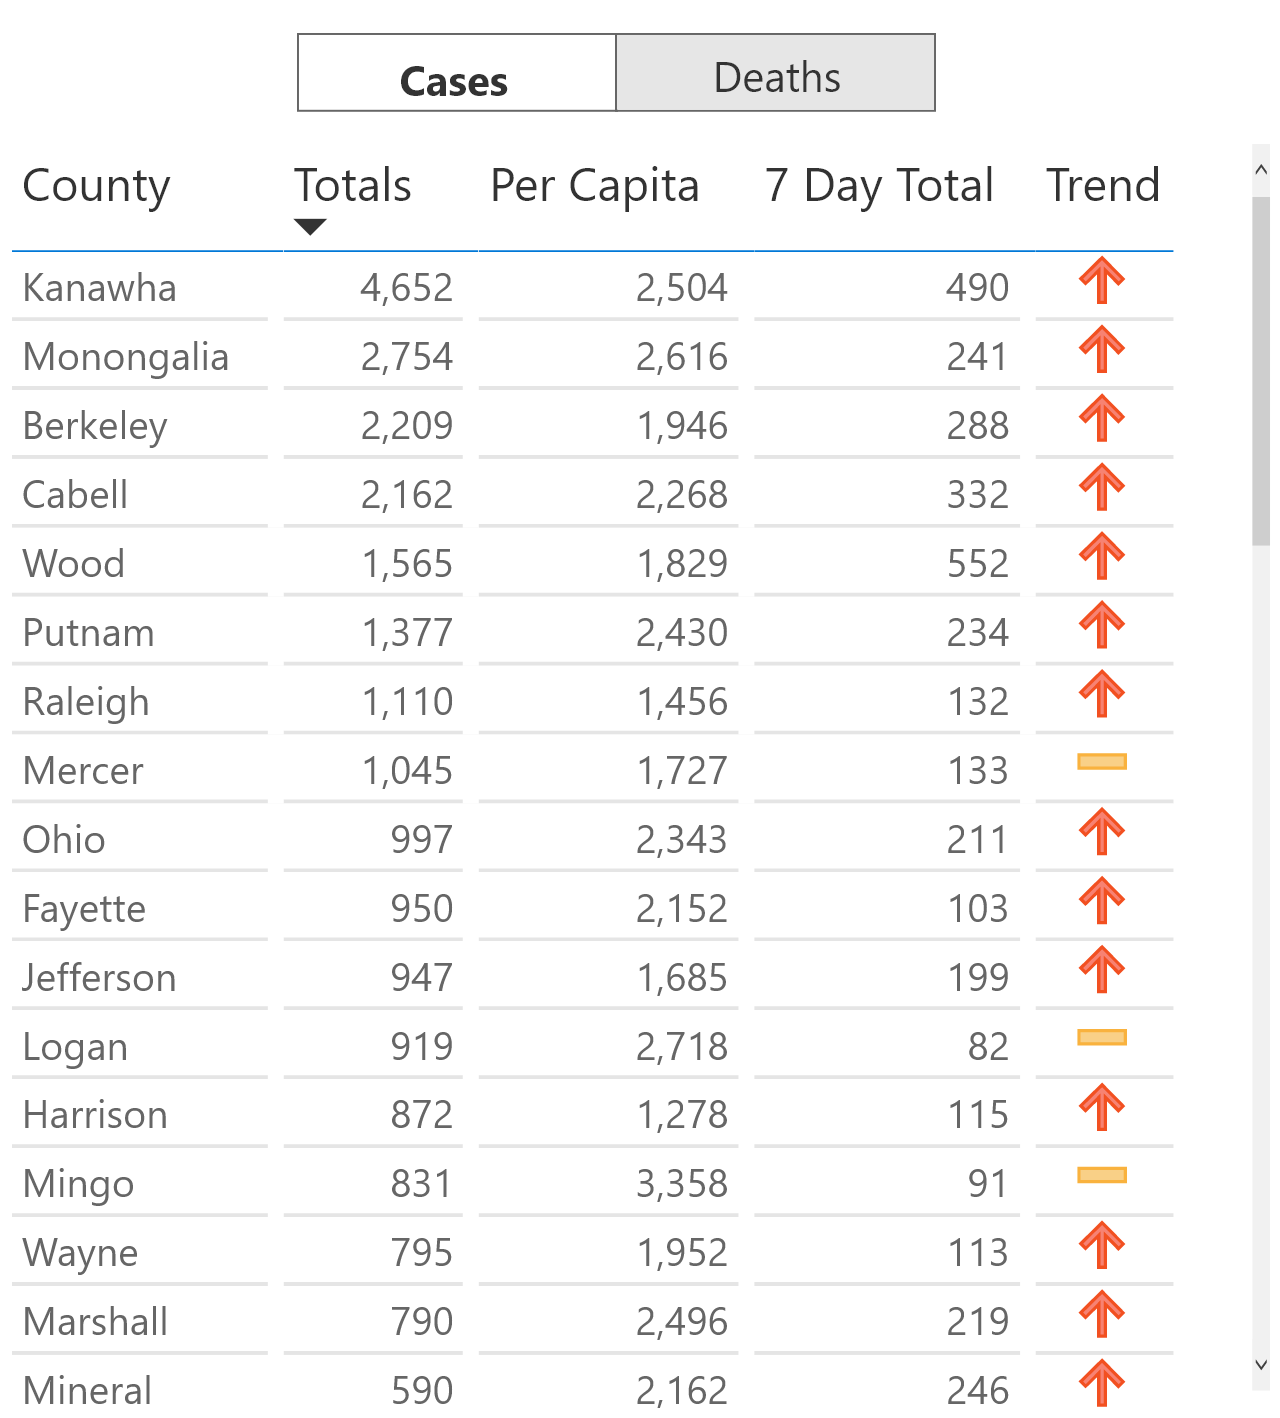 Cases Deaths
County Totals Per Capita 7 Day Total Trend
Kanawha 4,652 2,504 490
Monongalia 2,754 2,616 241
Berkeley 2,209 1,946 288
Cabell 2,162 2,268 332
Wood 1,565 1,829 552
Putnam 1,377 2,430 234
Raleigh 1,110 1,456 132
Mercer 1,045 1,727 133
Ohio 997 2,343 211
Fayette 950 2,152 103
Jefferson 947 1,685 199
Logan 919 2,718 82
Harrison 872 1,278 115
Mingo 831 3,358 91
Wayne 795 1,952 113
Marshall 790 2,496 219
Mineral 590 2,162 246